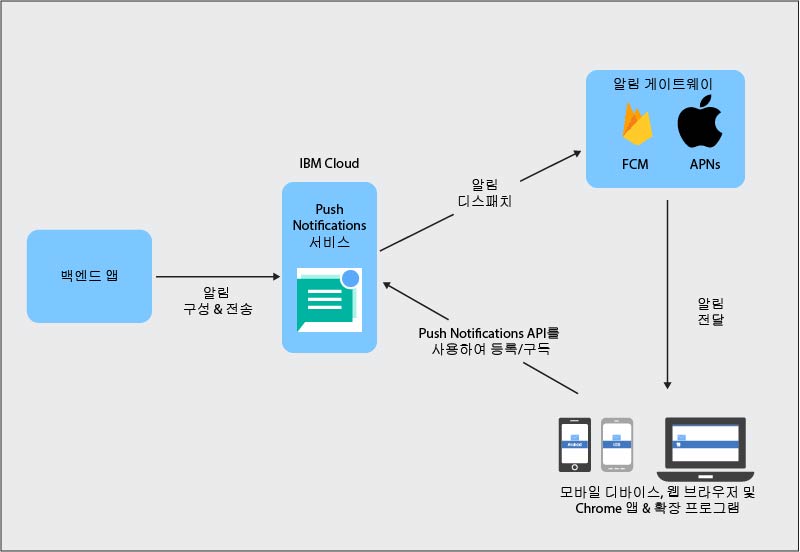 알림 게이트웨이
FCM
APNs
IBM Cloud
알림
디스패치
Push
Notifications
서비스
백엔드 앱
알림
구성 & 전송
알림
전달
Push Notifications API를
사용하여 등록/구독
모바일 디바이스, 웹 브라우저 및
Chrome 앱 & 확장 프로그램